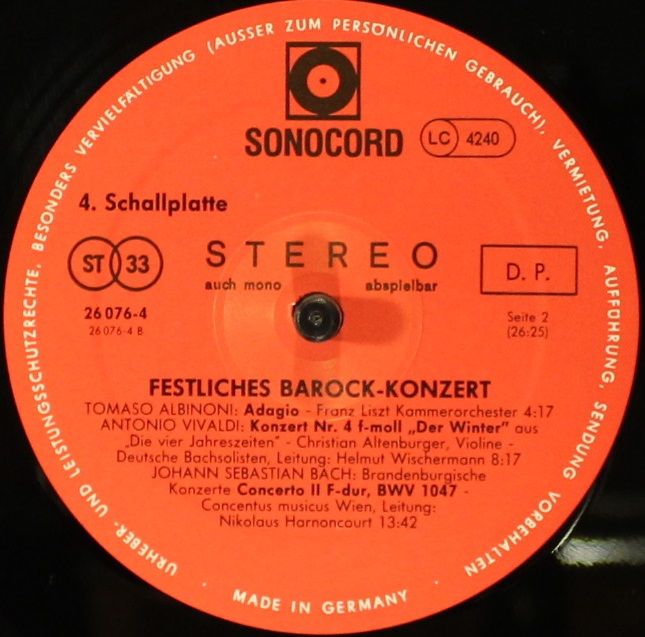 URHEBER- UND LEISTUNGSSCHUTZRECHTE, BESONDERS VERVIELFÄLTIGUNG (AUSSER ZUM PERSÖNLICHEN GEBRAUCH), VERMIETUNG, AUFFÜHRUNG, SENDUNG VORBEHALTEN
SONOCORD
LC 4240
4. Schallplatte
ST 33
STEREO
auch mono abspielbar
D. P.
26 076-4
26 076-4 B
Seite 2
(26:25)
FESTLICHES BAROCK-KONZERT
TOMASO ALBINONI: Adagio - Franz Liszt Kammerorchester 4:17
ANTONIO VIVALDI: Konzert Nr. 4 f-moll „Der Winter" aus
„Die vier Jahreszeiten" - Christian Altenburger, Violine -
Deutsche Bachsolisten, Leitung: Helmut Wischermann 8:17
JOHANN SEBASTIAN BACH: Brandenburgische
Konzerte Concerto II F-dur, BWV 1047 -
Concentus musicus Wien, Leitung:
Nikolaus Harnoncourt 13:42
· MADE IN GERMANY ·